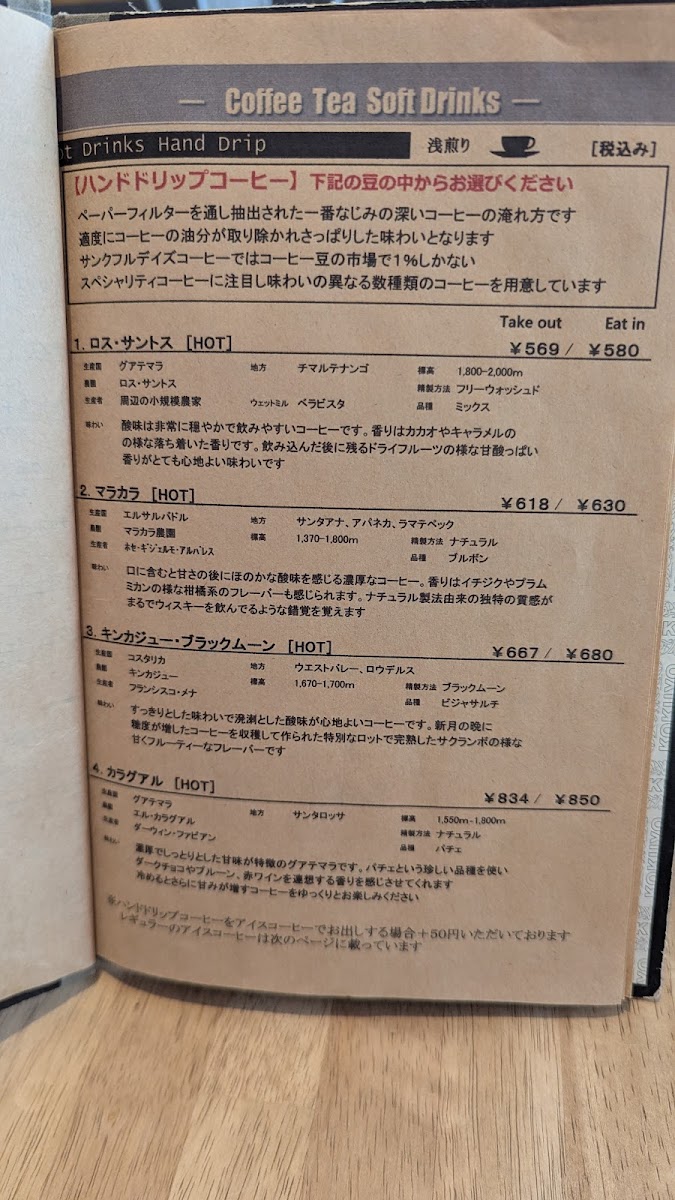 — Coffee Tea Soft Drinks —
ot Drinks Hand Drip 浅煎り [税込み]
【ハンドドリップコーヒー】下記の豆の中からお選びください
ペーパーフィルターを通し抽出された一番なじみの深いコーヒーの淹れ方です
適度にコーヒーの油分が取り除かれさっぱりした味わいとなります
サンクフルデイズコーヒーではコーヒー豆の市場で1%しかない
スペシャリティコーヒーに注目し味わいの異なる数種類のコーヒーを用意しています
Take out Eat in
1. ロス・サントス [HOT] ¥569 / ¥580
生産国 グアテマラ 地方 チマルテナンゴ 標高 1,800-2,000m
農園 ロス・サントス 精製方法 フリーウォッシュド
生産者 周辺の小規模農家 ウェットミル ベラビスタ 品種 ミックス
味わい 酸味は非常に穏やかで飲みやすいコーヒーです。香りはカカオやキャラメルの
の様な落ち着いた香りです。飲み込んだ後に残るドライフルーツの様な甘酸っぱい
香りがとても心地よい味わいです
2. マラカラ [HOT] ¥618 / ¥630
生産国 エルサルバドル 地方 サンタアナ、アパネカ、ラマテペック
農園 マラカラ農園 標高 1,370-1,800m 精製方法 ナチュラル
生産者 ホセ・ギジェルモ・アルバレス 品種 ブルボン
味わい 口に含むと甘さの後にほのかな酸味を感じる濃厚なコーヒー。香りはイチジクやプラム
ミカンの様な柑橘系のフレーバーも感じられます。ナチュラル製法由来の独特の質感が
まるでウィスキーを飲んでるような錯覚を覚えます
3. キンカジュー・ブラックムーン [HOT] ¥667 / ¥680
生産国 コスタリカ 地方 ウエストバレー、ロウデルス
農園 キンカジュー 標高 1,670-1,700m 精製方法 ブラックムーン
生産者 フランシスコ・メナ 品種 ビジャサルチ
味わい すっきりとした味わいで溌溂とした酸味が心地よいコーヒーです。新月の晩に
糖度が増したコーヒーを収穫して作られた特別なロットで完熟したサクランボの様な
甘くフルーティーなフレーバーです
4. カラグアル [HOT] ¥834 / ¥850
生産国 グアテマラ 地方 サンタロッサ 標高 1,550m-1,800m
農園 エル・カラグアル 精製方法 ナチュラル
生産者 ダーウィン・ファビアン 品種 パチェ
味わい 濃厚でしっとりとした甘味が特徴のグアテマラです。パチェという珍しい品種を使い
ダークチョコやプルーン、赤ワインを連想する香りを感じさせてくれます
冷めるとさらに甘みが増すコーヒーをゆっくりとお楽しみください
※ハンドドリップコーヒーをアイスコーヒーでお出しする場合+50円いただいております
レギュラーのアイスコーヒーは次のページに載っています